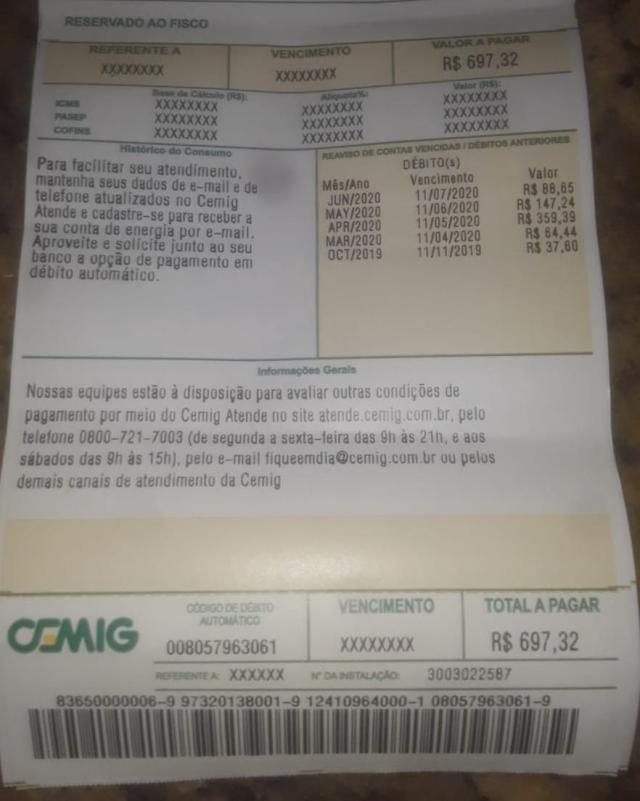 RESERVADO AO FISCO
REFERENTE A VENCIMENTO VALOR A PAGAR
XXXXXXXX XXXXXXXX R$ 697,32
Base de Cálculo (R$): Aliquota%: Valor (R$):
ICMS XXXXXXXX XXXXXXXX XXXXXXXX
PASEP XXXXXXXX XXXXXXXX XXXXXXXX
COFINS XXXXXXXX XXXXXXXX XXXXXXXX
Histórico do Consumo
Para facilitar seu atendimento,
mantenha seus dados de e-mail e de
telefone atualizados no Cemig
Atende e cadastre-se para receber a
sua conta de energia por e-mail.
Aproveite e solicite junto ao seu
banco a opção de pagamento em
débito automático.
REAVISO DE CONTAS VENCIDAS / DÉBITOS ANTERIORES
DÉBITO(s)
Mês/Ano Vencimento Valor
JUN/2020 11/07/2020 R$ 88,65
MAY/2020 11/06/2020 R$ 147,24
APR/2020 11/05/2020 R$ 359,39
MAR/2020 11/04/2020 R$ 64,44
OCT/2019 11/11/2019 R$ 37,60
Informações Gerais
Nossas equipes estão à disposição para avaliar outras condições de
pagamento por meio do Cemig Atende no site atende.cemig.com.br, pelo
telefone 0800-721-7003 (de segunda a sexta-feira das 9h às 21h, e aos
sábados das 9h às 15h), pelo e-mail fiqueemdia@cemig.com.br ou pelos
demais canais de atendimento da Cemig
CEMIG
CÓDIGO DE DÉBITO
AUTOMÁTICO
008057963061
VENCIMENTO
XXXXXXXX
TOTAL A PAGAR
R$ 697,32
REFERENTE A: XXXXXX Nº DA INSTALAÇÃO: 3003022587
83650000006-9 97320138001-9 12410964000-1 08057963061-9